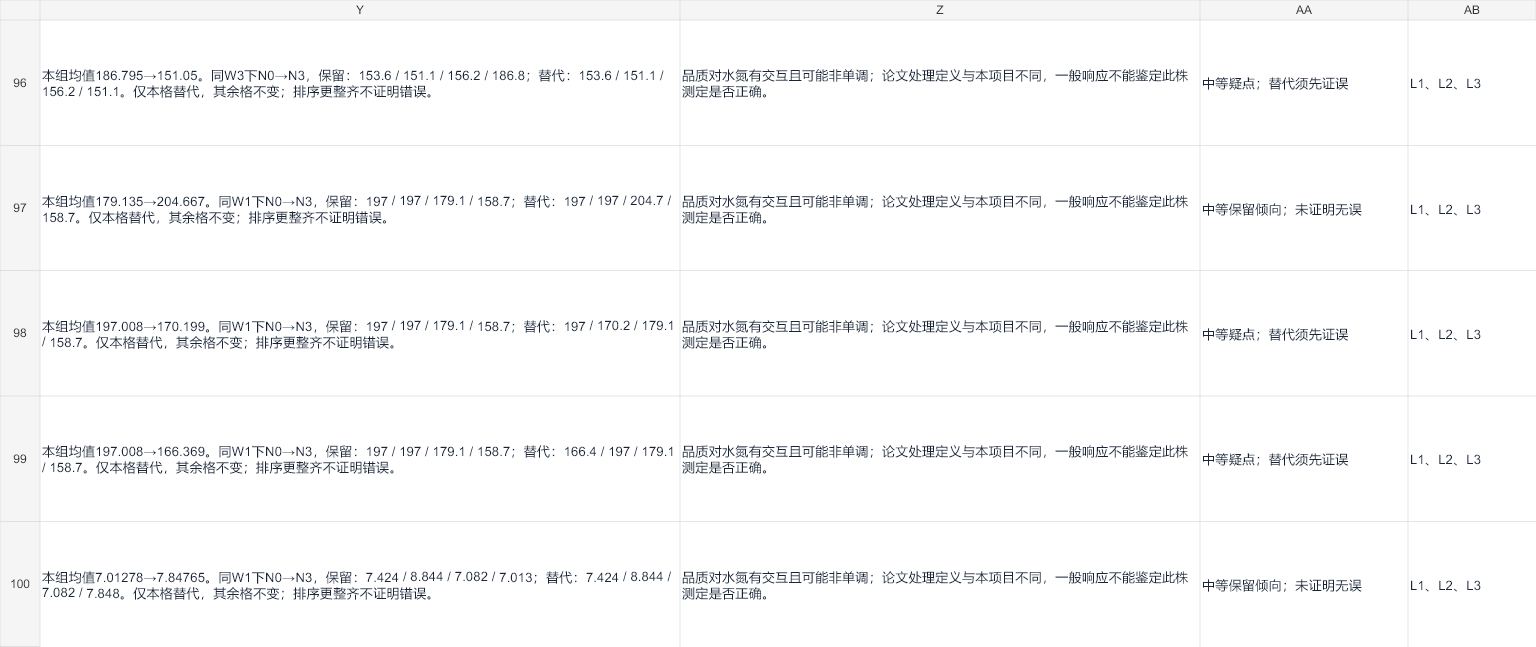 Y Z AA AB
96
本组均值186.795→151.05。同W3下N0→N3，保留：153.6 / 151.1 / 156.2 / 186.8；替代：153.6 / 151.1 /
156.2 / 151.1。仅本格替代，其余格不变；排序更整齐不证明错误。
品质对水氮有交互且可能非单调；论文处理定义与本项目不同，一般响应不能鉴定此株
测定是否正确。
中等疑点；替代须先证误
L1、L2、L3
97
本组均值179.135→204.667。同W1下N0→N3，保留：197 / 197 / 179.1 / 158.7；替代：197 / 197 / 204.7 /
158.7。仅本格替代，其余格不变；排序更整齐不证明错误。
品质对水氮有交互且可能非单调；论文处理定义与本项目不同，一般响应不能鉴定此株
测定是否正确。
中等保留倾向；未证明无误
L1、L2、L3
98
本组均值197.008→170.199。同W1下N0→N3，保留：197 / 197 / 179.1 / 158.7；替代：197 / 170.2 / 179.1
/ 158.7。仅本格替代，其余格不变；排序更整齐不证明错误。
品质对水氮有交互且可能非单调；论文处理定义与本项目不同，一般响应不能鉴定此株
测定是否正确。
中等疑点；替代须先证误
L1、L2、L3
99
本组均值197.008→166.369。同W1下N0→N3，保留：197 / 197 / 179.1 / 158.7；替代：166.4 / 197 / 179.1
/ 158.7。仅本格替代，其余格不变；排序更整齐不证明错误。
品质对水氮有交互且可能非单调；论文处理定义与本项目不同，一般响应不能鉴定此株
测定是否正确。
中等疑点；替代须先证误
L1、L2、L3
100
本组均值7.01278→7.84765。同W1下N0→N3，保留：7.424 / 8.844 / 7.082 / 7.013；替代：7.424 / 8.844 /
7.082 / 7.848。仅本格替代，其余格不变；排序更整齐不证明错误。
品质对水氮有交互且可能非单调；论文处理定义与本项目不同，一般响应不能鉴定此株
测定是否正确。
中等保留倾向；未证明无误
L1、L2、L3